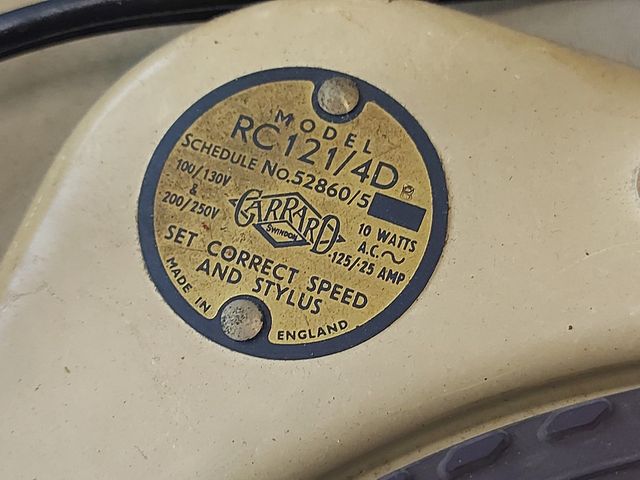 MODEL
RC121/4D
SCHEDULE No.52860/5
100/130V
&
200/250V
GARRARD
SWINDON
10 WATTS
A.C.~
.125/.25 AMP
SET CORRECT SPEED
AND STYLUS
MADE IN ENGLAND